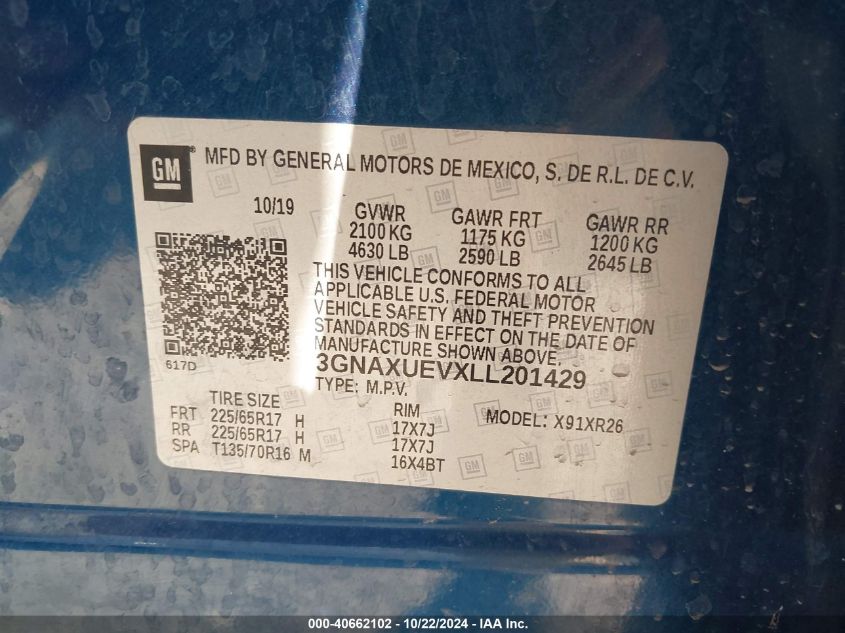 GM MFD BY GENERAL MOTORS DE MEXICO, S. DE R.L. DE C.V.
10/19 GVWR GAWR FRT GAWR RR
2100 KG 1175 KG 1200 KG
4630 LB 2590 LB 2645 LB
THIS VEHICLE CONFORMS TO ALL
APPLICABLE U.S. FEDERAL MOTOR
VEHICLE SAFETY AND THEFT PREVENTION
STANDARDS IN EFFECT ON THE DATE OF
MANUFACTURE SHOWN ABOVE.
617D 3GNAXUEVXLL201429
TYPE: M.P.V.
TIRE SIZE RIM MODEL: X91XR26
FRT 225/65R17 H 17X7J
RR 225/65R17 H 17X7J
SPA T135/70R16 M 16X4BT
000-40662102 - 10/22/2024 - IAA Inc.